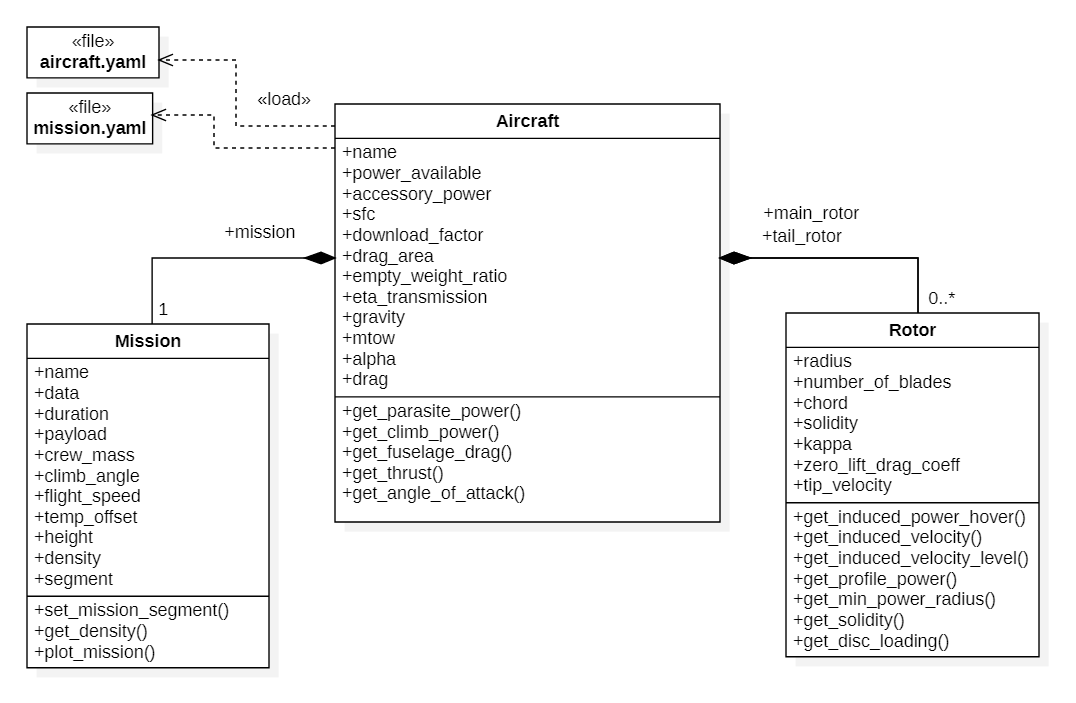 «file»
aircraft.yaml
«file»
mission.yaml
«load»
Aircraft
+name
+power_available
+accessory_power
+sfc
+download_factor
+drag_area
+empty_weight_ratio
+eta_transmission
+gravity
+mtow
+alpha
+drag
+get_parasite_power()
+get_climb_power()
+get_fuselage_drag()
+get_thrust()
+get_angle_of_attack()
+mission
1
Mission
+name
+data
+duration
+payload
+crew_mass
+climb_angle
+flight_speed
+temp_offset
+height
+density
+segment
+set_mission_segment()
+get_density()
+plot_mission()
+main_rotor
+tail_rotor
0..*
Rotor
+radius
+number_of_blades
+chord
+solidity
+kappa
+zero_lift_drag_coeff
+tip_velocity
+get_induced_power_hover()
+get_induced_velocity()
+get_induced_velocity_level()
+get_profile_power()
+get_min_power_radius()
+get_solidity()
+get_disc_loading()